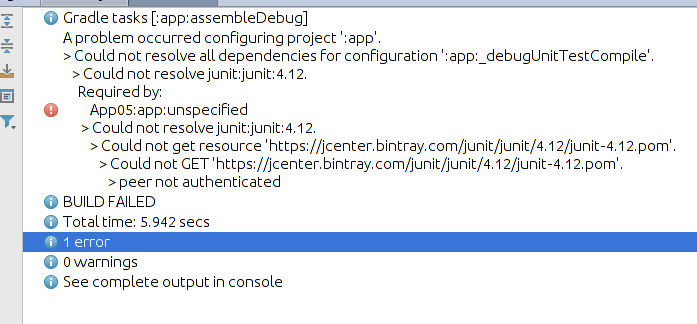 Gradle tasks [:app:assembleDebug]
A problem occurred configuring project ':app'.
> Could not resolve all dependencies for configuration ':app:_debugUnitTestCompile'.
> Could not resolve junit:junit:4.12.
Required by:
App05:app:unspecified
> Could not resolve junit:junit:4.12.
> Could not get resource 'https://jcenter.bintray.com/junit/junit/4.12/junit-4.12.pom'.
> Could not GET 'https://jcenter.bintray.com/junit/junit/4.12/junit-4.12.pom'.
> peer not authenticated
BUILD FAILED
Total time: 5.942 secs
1 error
0 warnings
See complete output in console